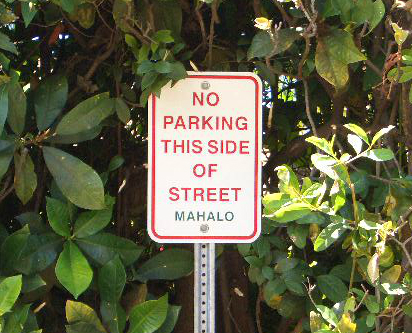 NO
PARKING
THIS SIDE
OF
STREET
MAHALO